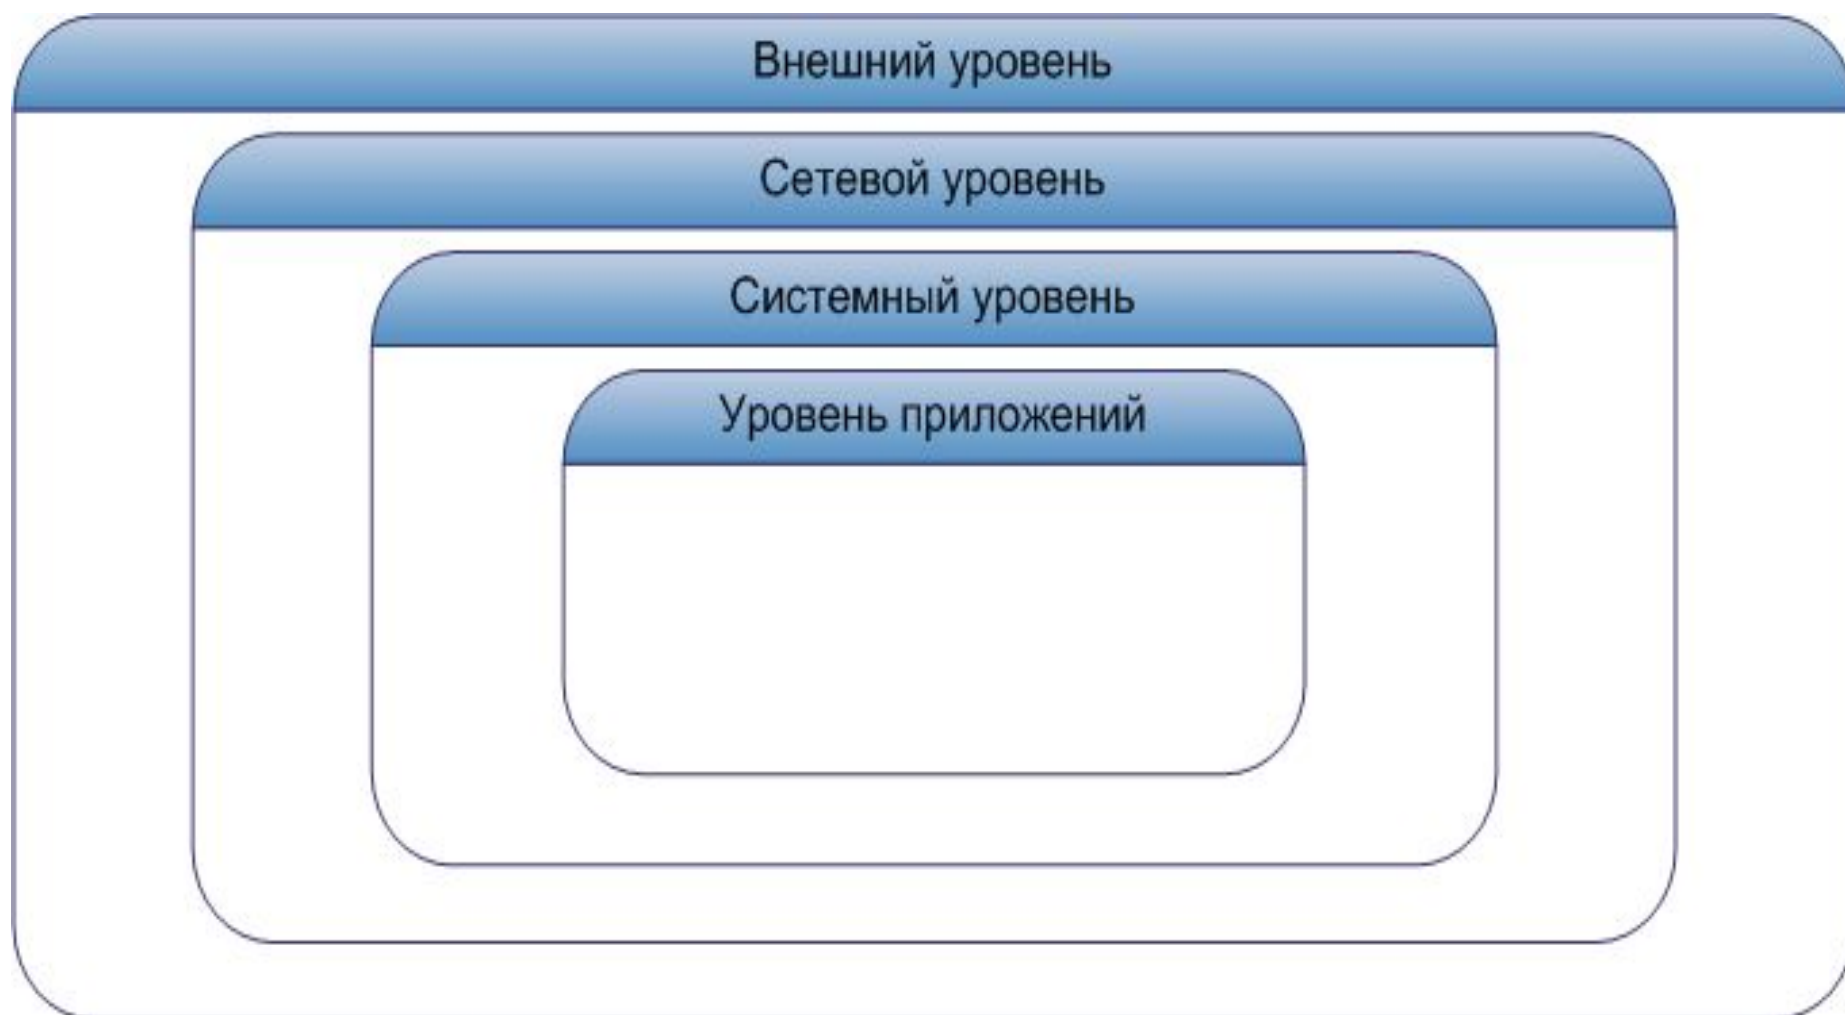 Внешний уровень
Сетевой уровень
Системный уровень
Уровень приложений